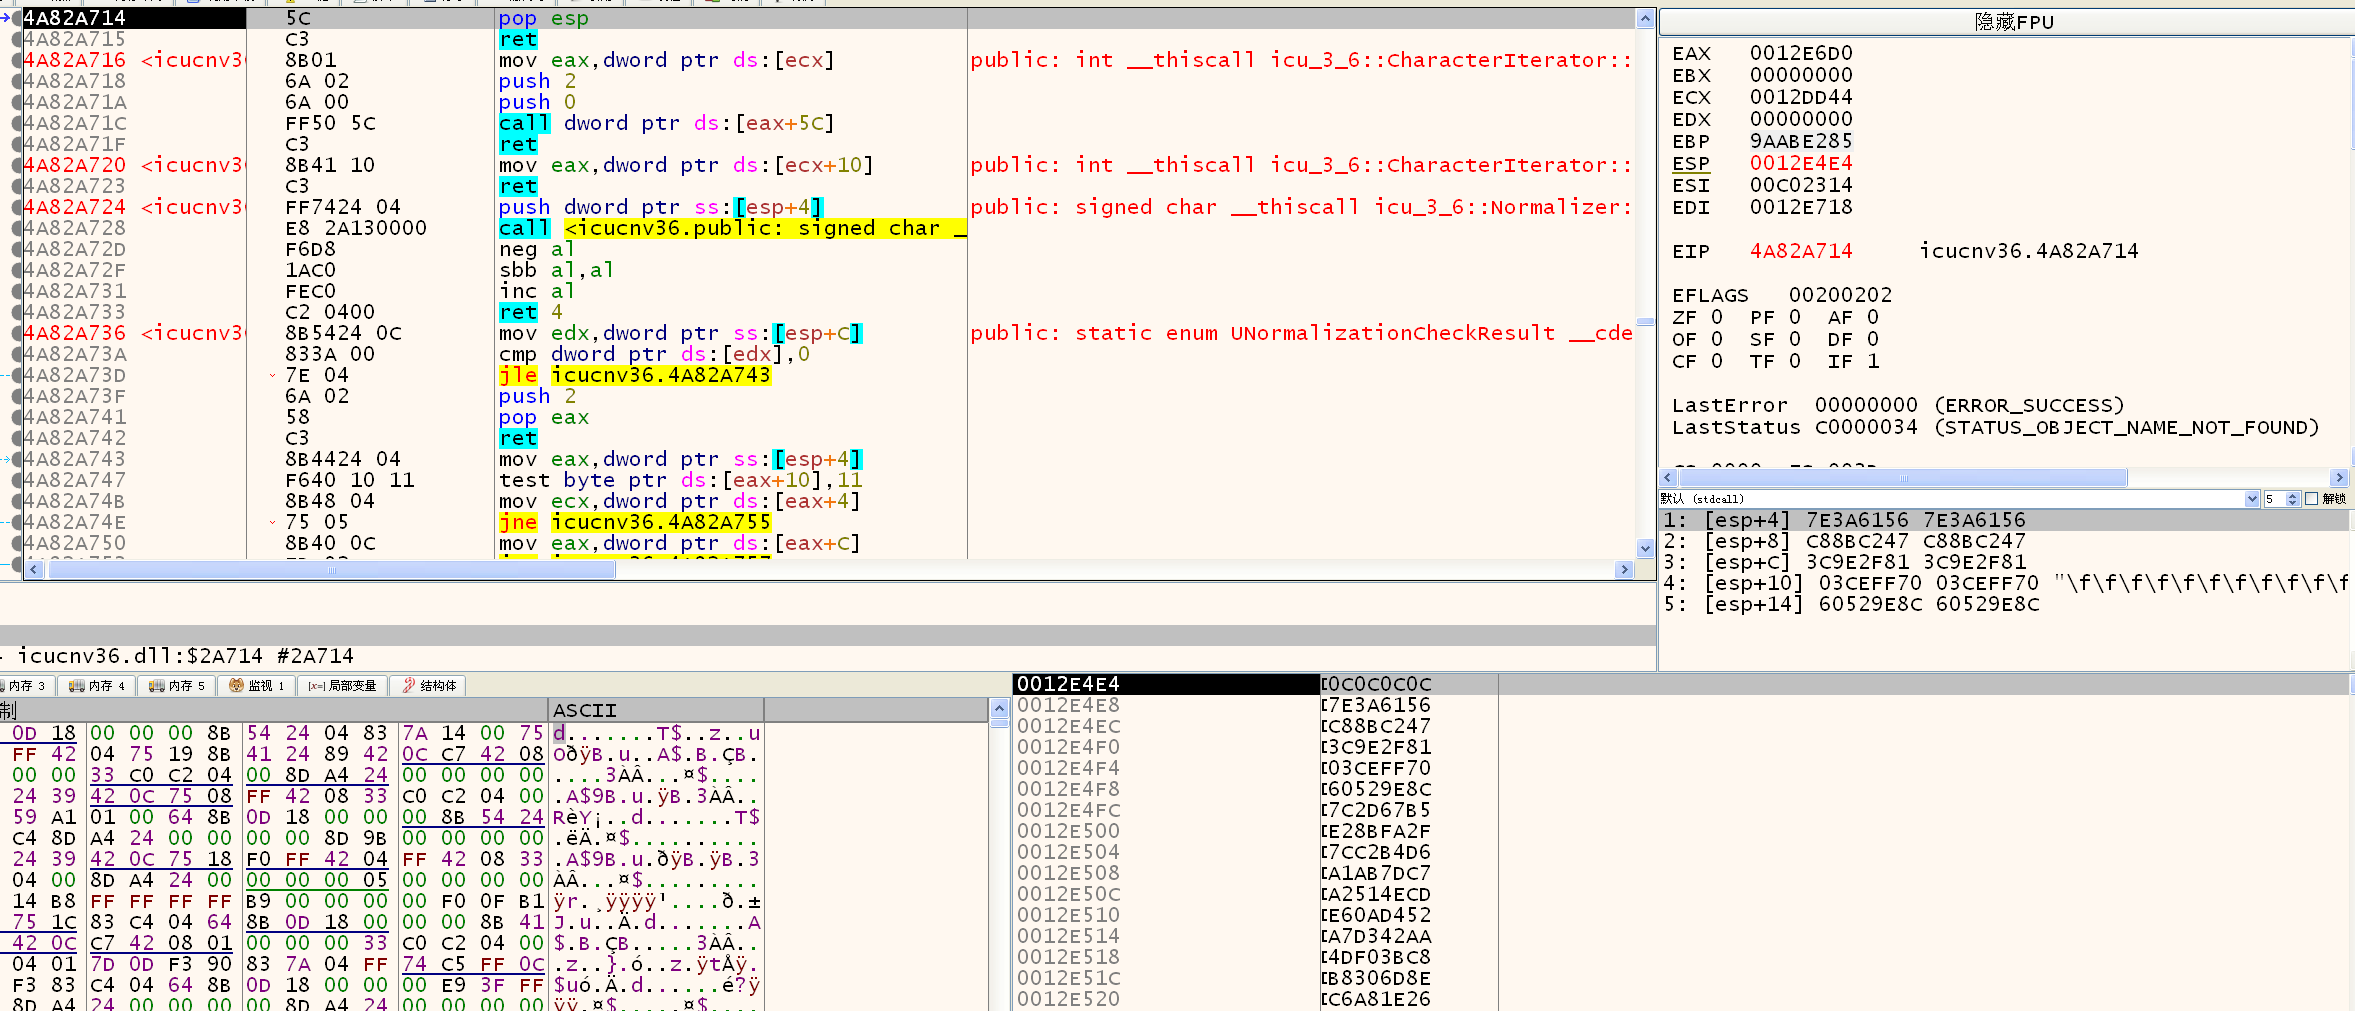 4A82A714 5C pop esp
4A82A715 C3 ret
4A82A716 <icucnv3 8B01 mov eax,dword ptr ds:[ecx] public: int __thiscall icu_3_6::CharacterIterator::
4A82A718 6A 02 push 2
4A82A71A 6A 00 push 0
4A82A71C FF50 5C call dword ptr ds:[eax+5C]
4A82A71F C3 ret
4A82A720 <icucnv3 8B41 10 mov eax,dword ptr ds:[ecx+10] public: int __thiscall icu_3_6::CharacterIterator::
4A82A723 C3 ret
4A82A724 <icucnv3 FF7424 04 push dword ptr ss:[esp+4] public: signed char __thiscall icu_3_6::Normalizer:
4A82A728 E8 2A130000 call <icucnv36.public: signed char _
4A82A72D F6D8 neg al
4A82A72F 1AC0 sbb al,al
4A82A731 FEC0 inc al
4A82A733 C2 0400 ret 4
4A82A736 <icucnv3 8B5424 0C mov edx,dword ptr ss:[esp+C] public: static enum UNormalizationCheckResult __cde
4A82A73A 833A 00 cmp dword ptr ds:[edx],0
4A82A73D 7E 04 jle icucnv36.4A82A743
4A82A73F 6A 02 push 2
4A82A741 58 pop eax
4A82A742 C3 ret
4A82A743 8B4424 04 mov eax,dword ptr ss:[esp+4]
4A82A747 F640 10 11 test byte ptr ds:[eax+10],11
4A82A74B 8B48 04 mov ecx,dword ptr ds:[eax+4]
4A82A74E 75 05 jne icucnv36.4A82A755
4A82A750 8B40 0C mov eax,dword ptr ds:[eax+C]
隐藏FPU
EAX 0012E6D0
EBX 00000000
ECX 0012DD44
EDX 00000000
EBP 9AABE285
ESP 0012E4E4
ESI 00C02314
EDI 0012E718
EIP 4A82A714 icucnv36.4A82A714
EFLAGS 00200202
ZF 0 PF 0 AF 0
OF 0 SF 0 DF 0
CF 0 TF 0 IF 1
LastError 00000000 (ERROR_SUCCESS)
LastStatus C0000034 (STATUS_OBJECT_NAME_NOT_FOUND)
默认 (stdcall) 5 解锁
1: [esp+4] 7E3A6156 7E3A6156
2: [esp+8] C88BC247 C88BC247
3: [esp+C] 3C9E2F81 3C9E2F81
4: [esp+10] 03CEFF70 03CEFF70 "\f\f\f\f\f\f\f\f\f\f\f
5: [esp+14] 60529E8C 60529E8C
icucnv36.dll:$2A714 #2A714
内存 3 内存 4 内存 5 监视 1 [x=] 局部变量 结构体
制 ASCII
0D 18 00 00 00 8B 54 24 04 83 7A 14 00 75 d.......T$..z..u
FF 42 04 75 19 8B 41 24 89 42 0C C7 42 08 oðÿB.u..A$.B.ÇB.
00 00 33 C0 C2 04 00 8D A4 24 00 00 00 00 ....3ÀÂ...¤$....
24 39 42 0C 75 08 FF 42 08 33 C0 C2 04 00 .A$9B.u.ÿB.3ÀÂ..
59 A1 01 00 64 8B 0D 18 00 00 00 8B 54 24 RèY¡..d.......T$
C4 8D A4 24 00 00 00 00 8D 9B 00 00 00 00 .ëÄ.¤$..........
24 39 42 0C 75 18 F0 FF 42 04 FF 42 08 33 .A$9B.u.ðÿB.ÿB.3
04 00 8D A4 24 00 00 00 00 05 00 00 00 00 ÀÂ...¤$.........
14 B8 FF FF FF FF B9 00 00 00 00 F0 0F B1 ÿr.¸ÿÿÿÿ¹....ð.±
75 1C 83 C4 04 64 8B 0D 18 00 00 00 8B 41 J.u..Ä.d.......A
42 0C C7 42 08 01 00 00 00 33 C0 C2 04 00 $.B.ÇB.....3ÀÂ..
04 01 7D 0D F3 90 83 7A 04 FF 74 C5 FF 0C .z..}.ó..z.ÿtÅÿ.
F3 83 C4 04 64 8B 0D 18 00 00 00 E9 3F FF $uó.Ä.d......é?ÿ
8D A4 24 00 00 00 00 8D A4 24 00 00 00 00 ÿÿ.¤$.....¤$....
0012E4E4 0C0C0C0C
0012E4E8 7E3A6156
0012E4EC C88BC247
0012E4F0 3C9E2F81
0012E4F4 03CEFF70
0012E4F8 60529E8C
0012E4FC 7C2D67B5
0012E500 E28BFA2F
0012E504 7CC2B4D6
0012E508 A1AB7DC7
0012E50C A2514ECD
0012E510 E60AD452
0012E514 A7D342AA
0012E518 4DF03BC8
0012E51C B8306D8E
0012E520 C6A81E26